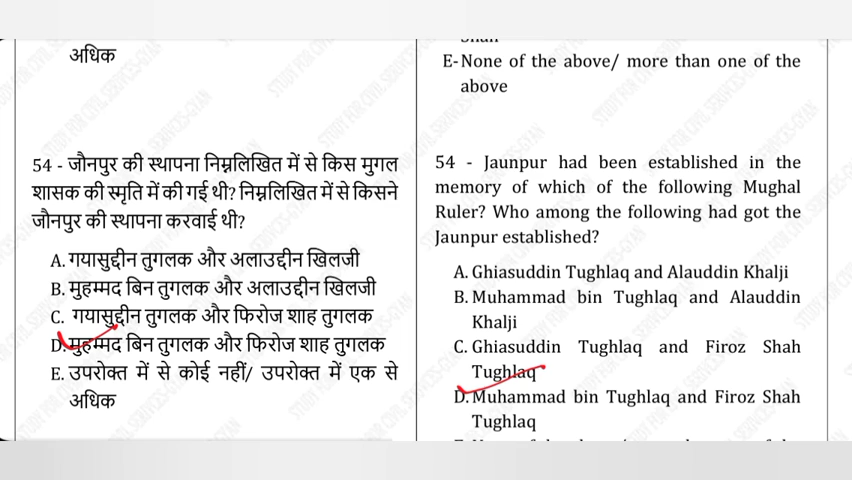 अधिक
54 - जौनपुर की स्थापना निम्नलिखित में से किस मुगल
शासक की स्मृति में की गई थी? निम्नलिखित में से किसने
जौनपुर की स्थापना करवाई थी?
A. गयासुद्दीन तुगलक और अलाउद्दीन खिलजी
B. मुहम्मद बिन तुगलक और अलाउद्दीन खिलजी
C. गयासुद्दीन तुगलक और फिरोज शाह तुगलक
D. मुहम्मद बिन तुगलक और फिरोज शाह तुगलक
E. उपरोक्त में से कोई नहीं/ उपरोक्त में एक से
अधिक
E-None of the above/ more than one of the
above
54 - Jaunpur had been established in the
memory of which of the following Mughal
Ruler? Who among the following had got the
Jaunpur established?
A. Ghiasuddin Tughlaq and Alauddin Khalji
B. Muhammad bin Tughlaq and Alauddin
Khalji
C. Ghiasuddin Tughlaq and Firoz Shah
Tughlaq
D. Muhammad bin Tughlaq and Firoz Shah
Tughlaq